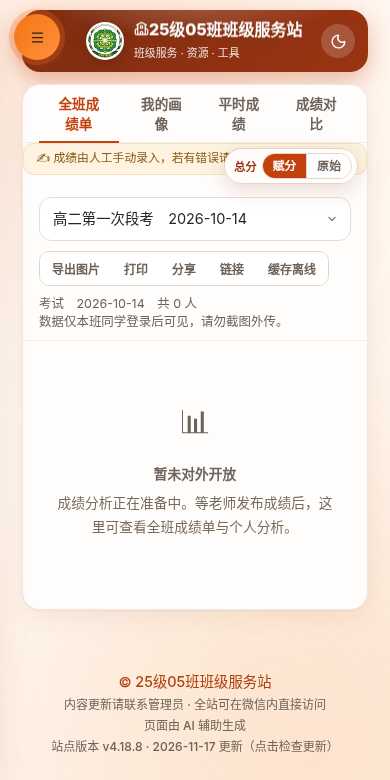 25级05班班级服务站
班级服务 · 资源 · 工具
全班成绩单
我的画像
平时成绩
成绩对比
✍ 成绩由人工手动录入，若有错误请
总分 赋分 原始
高二第一次段考 2026-10-14
导出图片 打印 分享 链接 缓存离线
考试 2026-10-14 共 0 人
数据仅本班同学登录后可见，请勿截图外传。
暂未对外开放
成绩分析正在准备中。等老师发布成绩后，这
里可查看全班成绩单与个人分析。
© 25级05班班级服务站
内容更新请联系管理员 · 全站可在微信内直接访问
页面由 AI 辅助生成
站点版本 v4.18.8 · 2026-11-17 更新（点击检查更新）